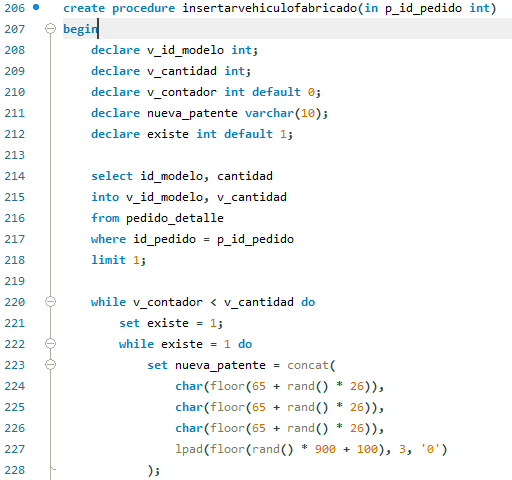 206 create procedure insertarvehiculofabricado(in p_id_pedido int)
207 begin
208     declare v_id_modelo int;
209     declare v_cantidad int;
210     declare v_contador int default 0;
211     declare nueva_patente varchar(10);
212     declare existe int default 1;
213
214     select id_modelo, cantidad
215     into v_id_modelo, v_cantidad
216     from pedido_detalle
217     where id_pedido = p_id_pedido
218     limit 1;
219
220     while v_contador < v_cantidad do
221         set existe = 1;
222         while existe = 1 do
223             set nueva_patente = concat(
224                 char(floor(65 + rand() * 26)),
225                 char(floor(65 + rand() * 26)),
226                 char(floor(65 + rand() * 26)),
227                 lpad(floor(rand() * 900 + 100), 3, '0')
228             );